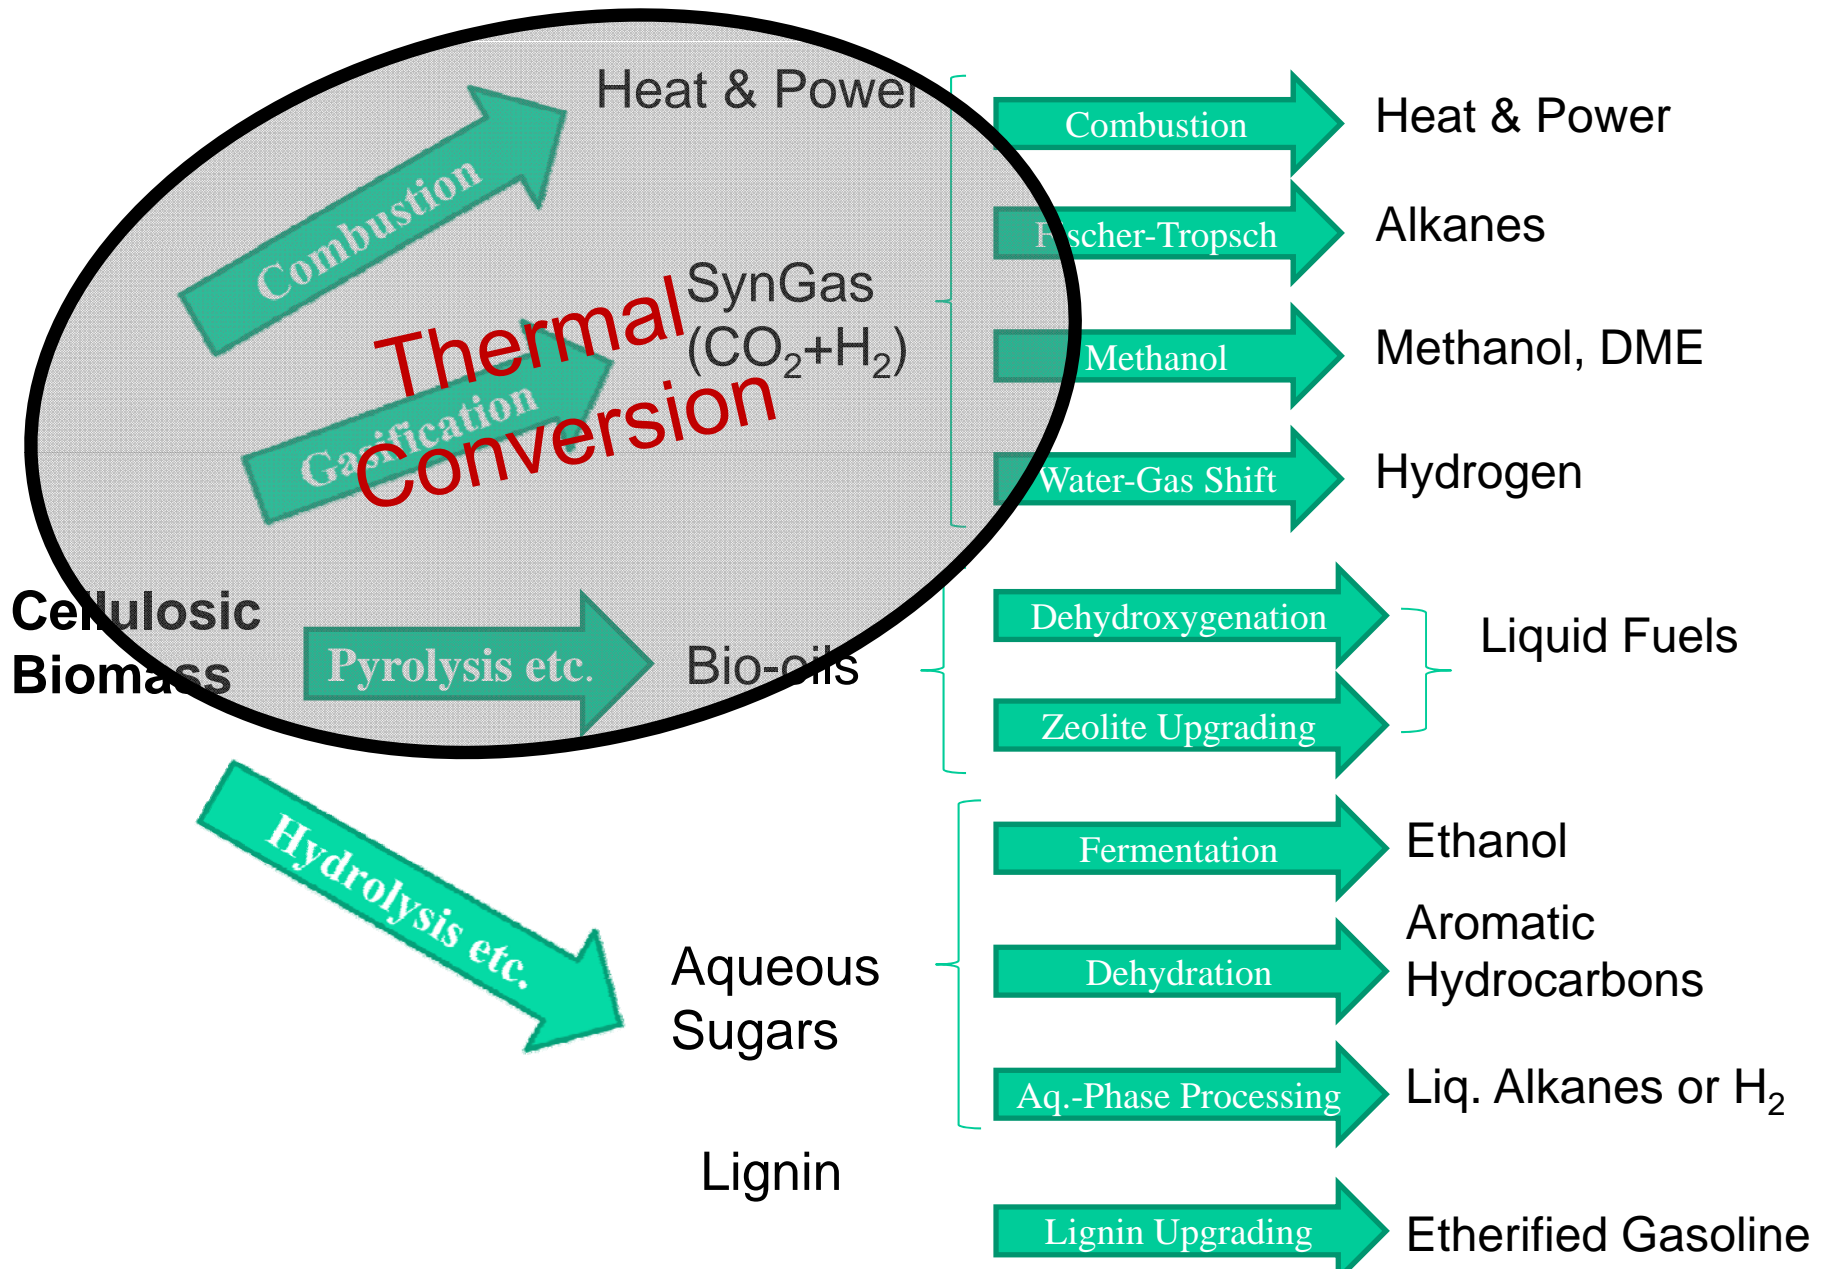 Heat & Power
Combustion
SynGas
(CO₂+H₂)
Thermal
Conversion
Gasification
Cellulosic
Biomass
Pyrolysis etc.
Bio-oils
Hydrolysis etc.
Aqueous
Sugars
Lignin
Combustion
Heat & Power
Fischer-Tropsch
Alkanes
Methanol
Methanol, DME
Water-Gas Shift
Hydrogen
Dehydroxygenation
Liquid Fuels
Zeolite Upgrading
Fermentation
Ethanol
Dehydration
Aromatic
Hydrocarbons
Aq.-Phase Processing
Liq. Alkanes or H₂
Lignin Upgrading
Etherified Gasoline